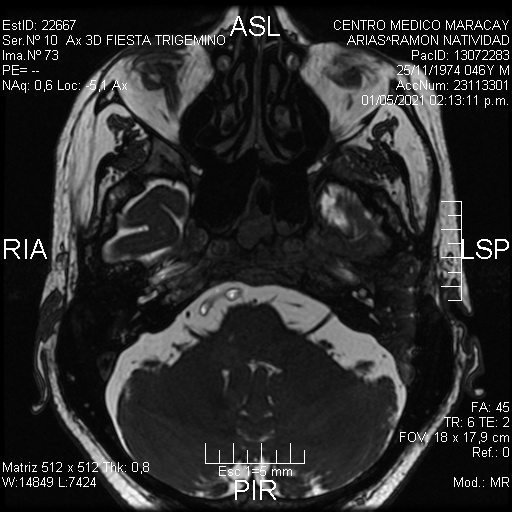 EstID: 22667
Ser.Nº 10  Ax 3D FIESTA TRIGEMINO
Ima.Nº 73
PE= --
NAq: 0,6 Loc: -5,1 Ax
ASL
CENTRO MEDICO MARACAY
ARIAS^RAMON NATIVIDAD
PacID: 13072283
25/11/1974 046Y M
AccNum: 23113301
01/05/2021 02:13:11 p.m.
RIA
LSP
FA: 45
TR: 6 TE: 2
FOV: 18 x 17,9 cm
Ref.: 0
Mod.: MR
Matriz 512 x 512 Thk: 0,8
W:14849 L:7424
Esc 1=5 mm
PIR